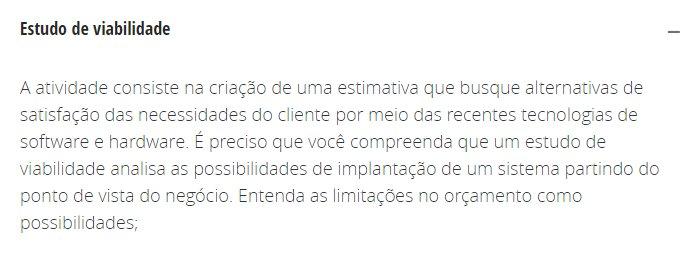 Estudo de viabilidade
A atividade consiste na criação de uma estimativa que busque alternativas de
satisfação das necessidades do cliente por meio das recentes tecnologias de
software e hardware. É preciso que você compreenda que um estudo de
viabilidade analisa as possibilidades de implantação de um sistema partindo do
ponto de vista do negócio. Entenda as limitações no orçamento como
possibilidades;